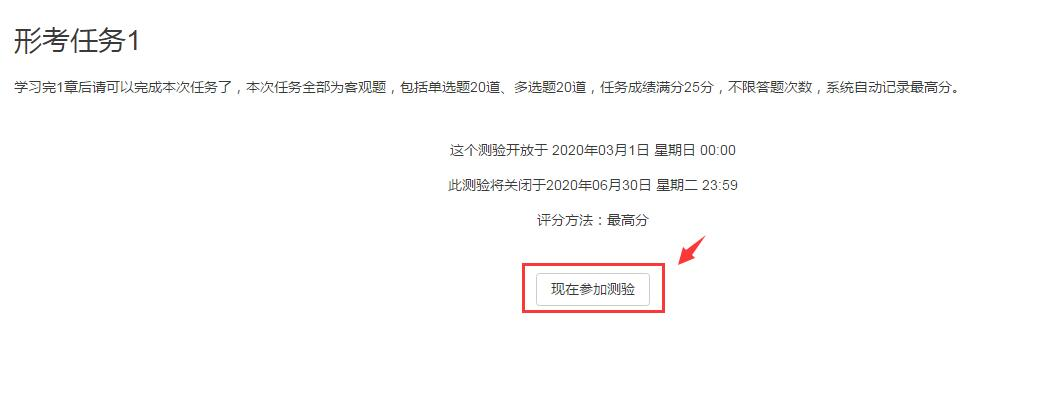 形考任务1
学习完1章后请可以完成本次任务了，本次任务全部为客观题，包括单选题20道、多选题20道，任务成绩满分25分，不限答题次数，系统自动记录最高分。
这个测验开放于 2020年03月1日 星期日 00:00
此测验将关闭于2020年06月30日 星期二 23:59
评分方法：最高分
现在参加测验